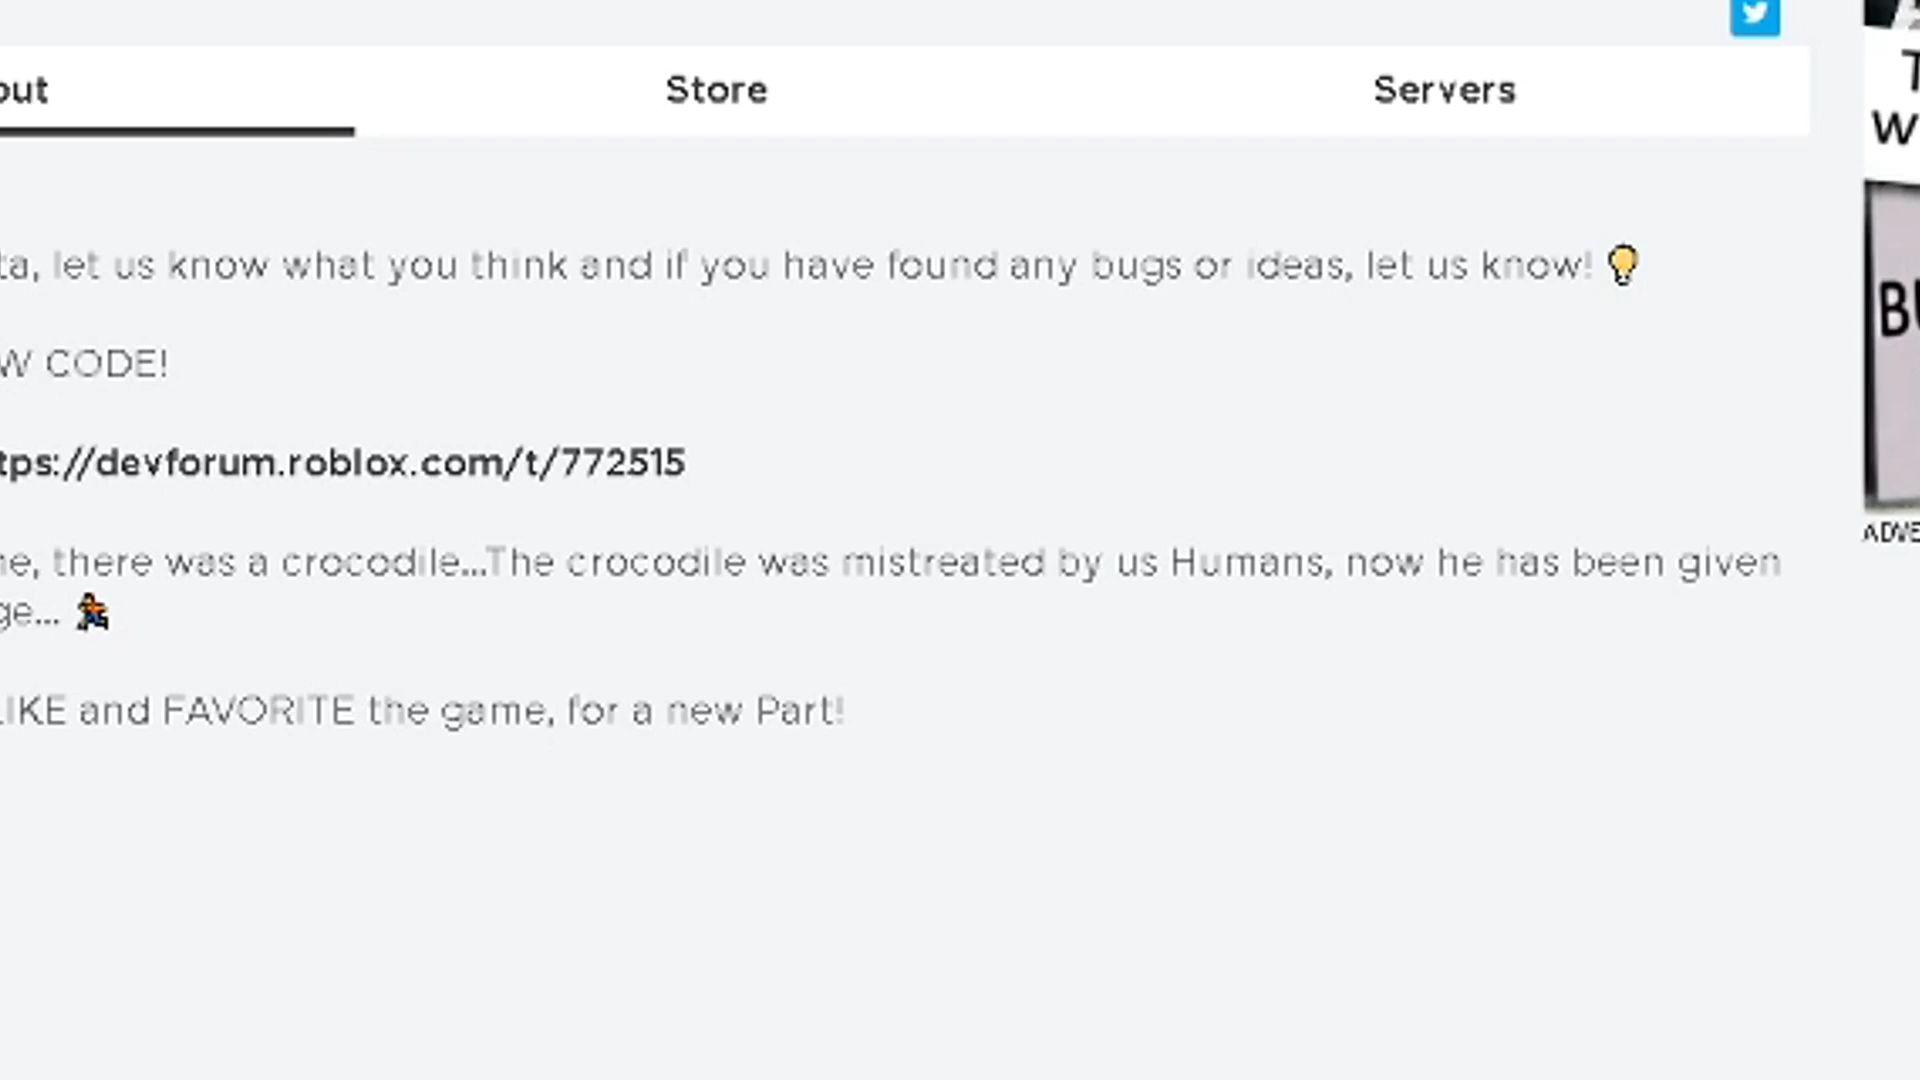 out Store Servers
ta, let us know what you think and if you have found any bugs or ideas, let us know!
W CODE!
tps://devforum.roblox.com/t/772515
ne, there was a crocodile...The crocodile was mistreated by us Humans, now he has been given
ge...
LIKE and FAVORITE the game, for a new Part!
T
W
BU
ADVE